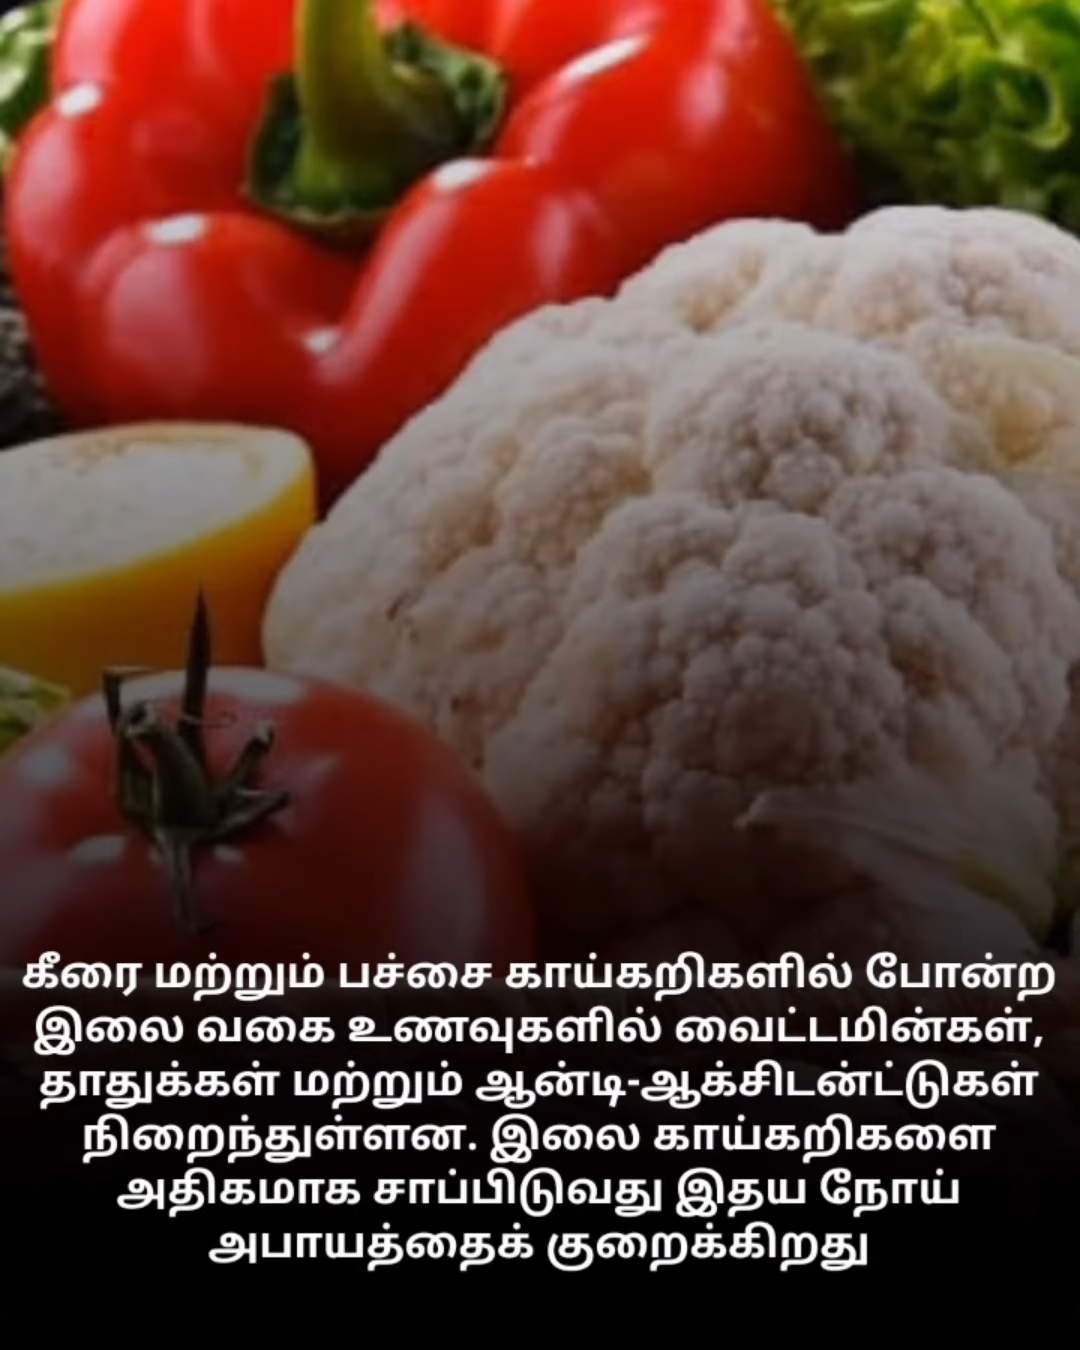 கீரை மற்றும் பச்சை காய்கறிகளில் போன்ற
இலை வகை உணவுகளில் வைட்டமின்கள்,
தாதுக்கள் மற்றும் ஆன்டி-ஆக்சிடன்ட்டுகள்
நிறைந்துள்ளன. இலை காய்கறிகளை
அதிகமாக சாப்பிடுவது இதய நோய்
அபாயத்தைக் குறைக்கிறது